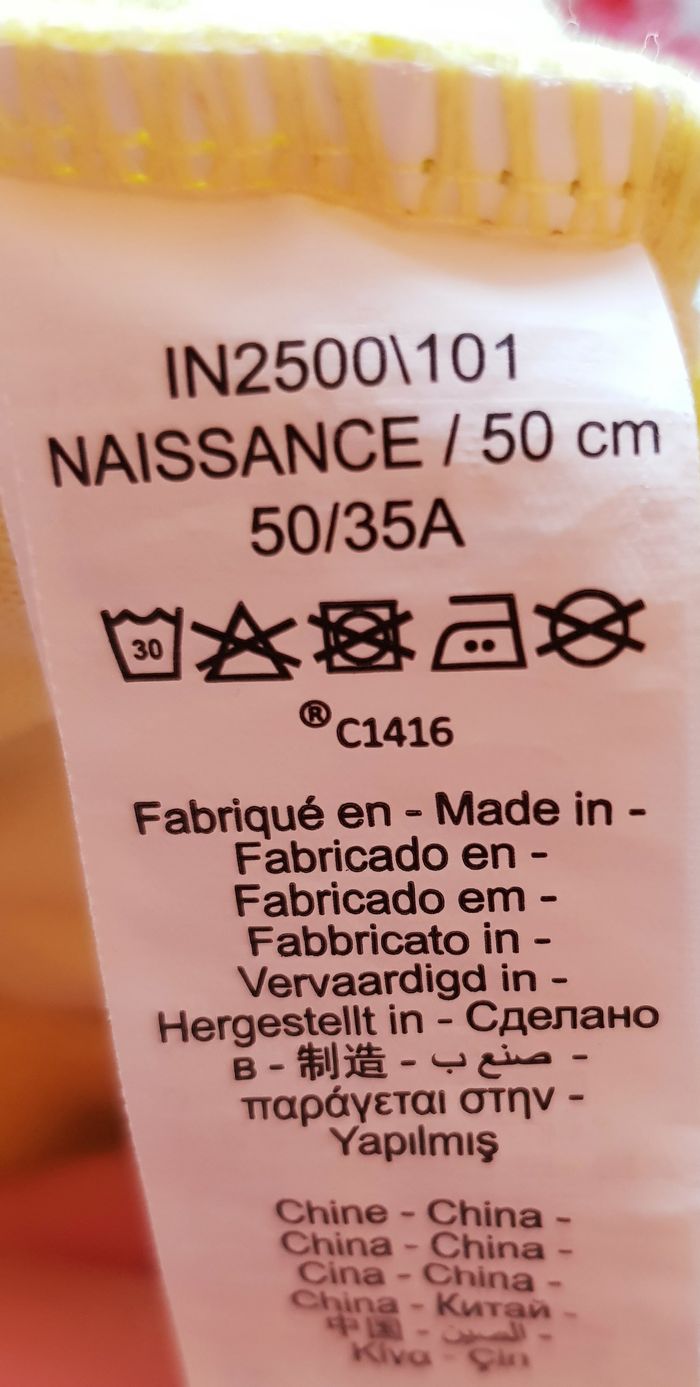 IN2500\101
NAISSANCE / 50 cm
50/35A
30
®C1416
Fabriqué en - Made in -
Fabricado en -
Fabricado em -
Fabbricato in -
Vervaardigd in -
Hergestellt in - Сделано
в - 制造 - صنع ب -
παράγεται στην -
Yapılmış
Chine - China -
China - China -
Cina - China -
China - Китай -
中国 - الصين -
Κίνα - Çin